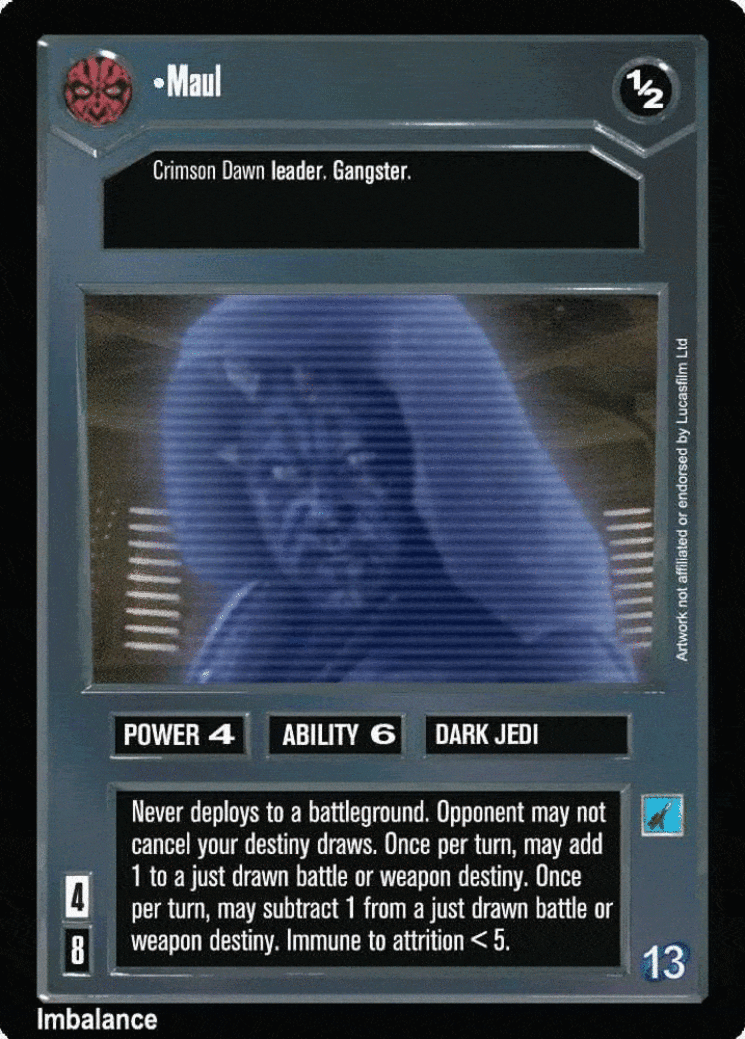 •Maul
1/2
Crimson Dawn leader. Gangster.
Artwork not affiliated or endorsed by Lucasfilm Ltd
POWER 4
ABILITY 6
DARK JEDI
Never deploys to a battleground. Opponent may not
cancel your destiny draws. Once per turn, may add
1 to a just drawn battle or weapon destiny. Once
per turn, may subtract 1 from a just drawn battle or
weapon destiny. Immune to attrition < 5.
4
8
13
Imbalance